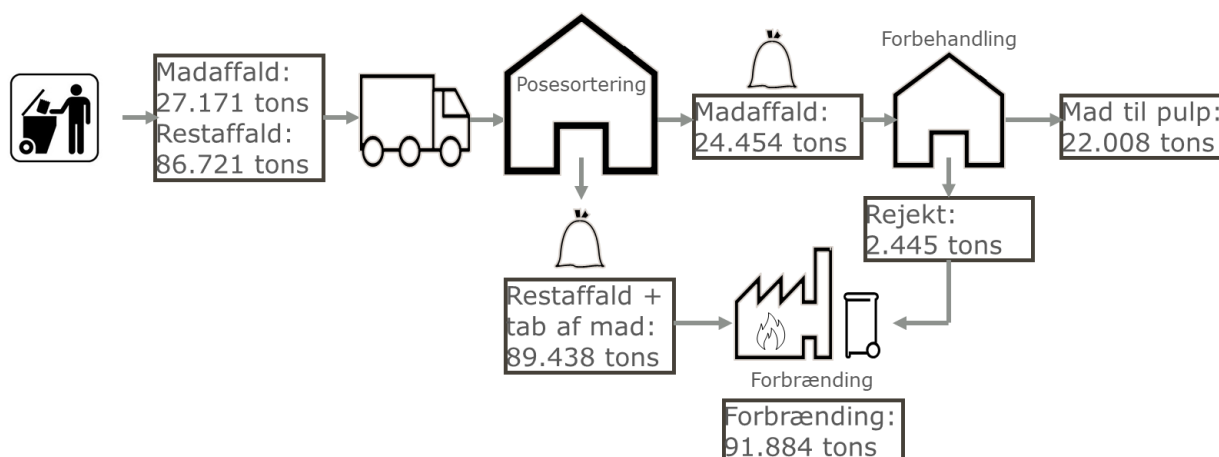 Madaffald:
27.171 tons
Restaffald:
86.721 tons
Posesortering
Madaffald:
24.454 tons
Forbehandling
Mad til pulp:
22.008 tons
Rejekt:
2.445 tons
Restaffald +
tab af mad:
89.438 tons
Forbrænding
Forbrænding:
91.884 tons